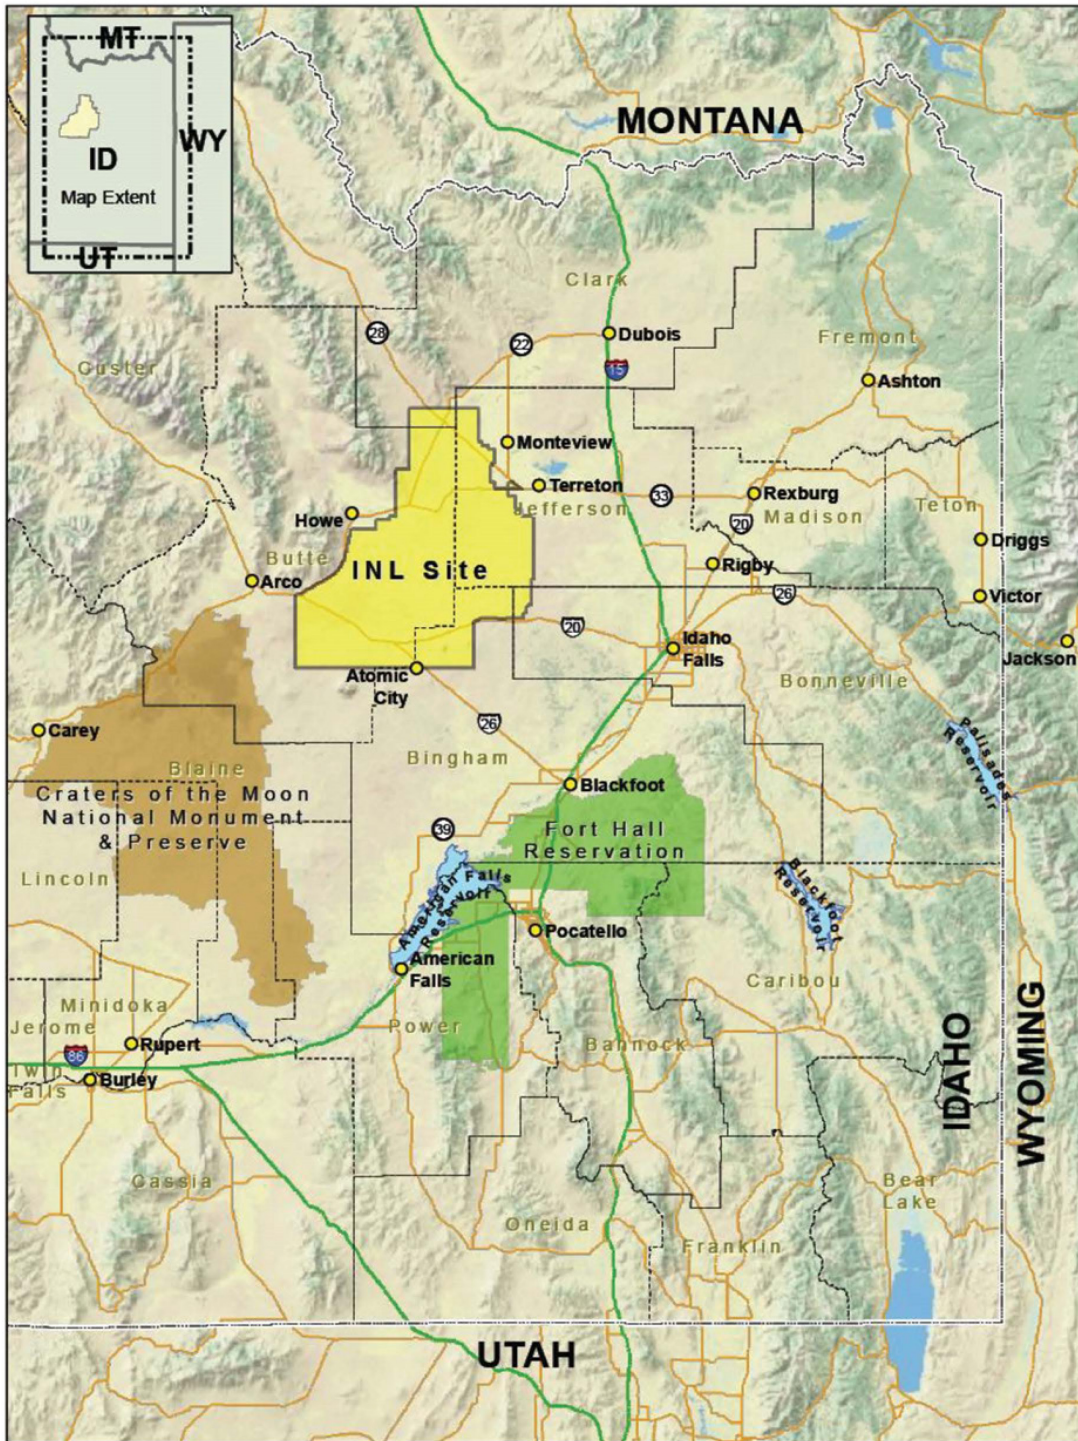 MT
WY
ID
Map Extent
UT
MONTANA
Clark
28
22
Dubois
15
Fremont
Custer
Ashton
Monteview
Terreton
Jefferson
33
Rexburg
Madison
Teton
Howe
20
Butte
INL Site
Rigby
Driggs
Arco
26
Victor
20
Idaho
Falls
Jackson
Atomic
City
Bonneville
26
Carey
Bingham
Palisades
Reservoir
Blaine
Blackfoot
Craters of the Moon
National Monument
& Preserve
39
Fort Hall
Reservation
Lincoln
American Falls
Reservoir
Blackfoot
Reservoir
Pocatello
American
Falls
Caribou
Minidoka
Jerome
Power
Rupert
86
Bannock
IDAHO
WYOMING
Twin
Falls
Burley
Cassia
Bear
Lake
Oneida
Franklin
UTAH